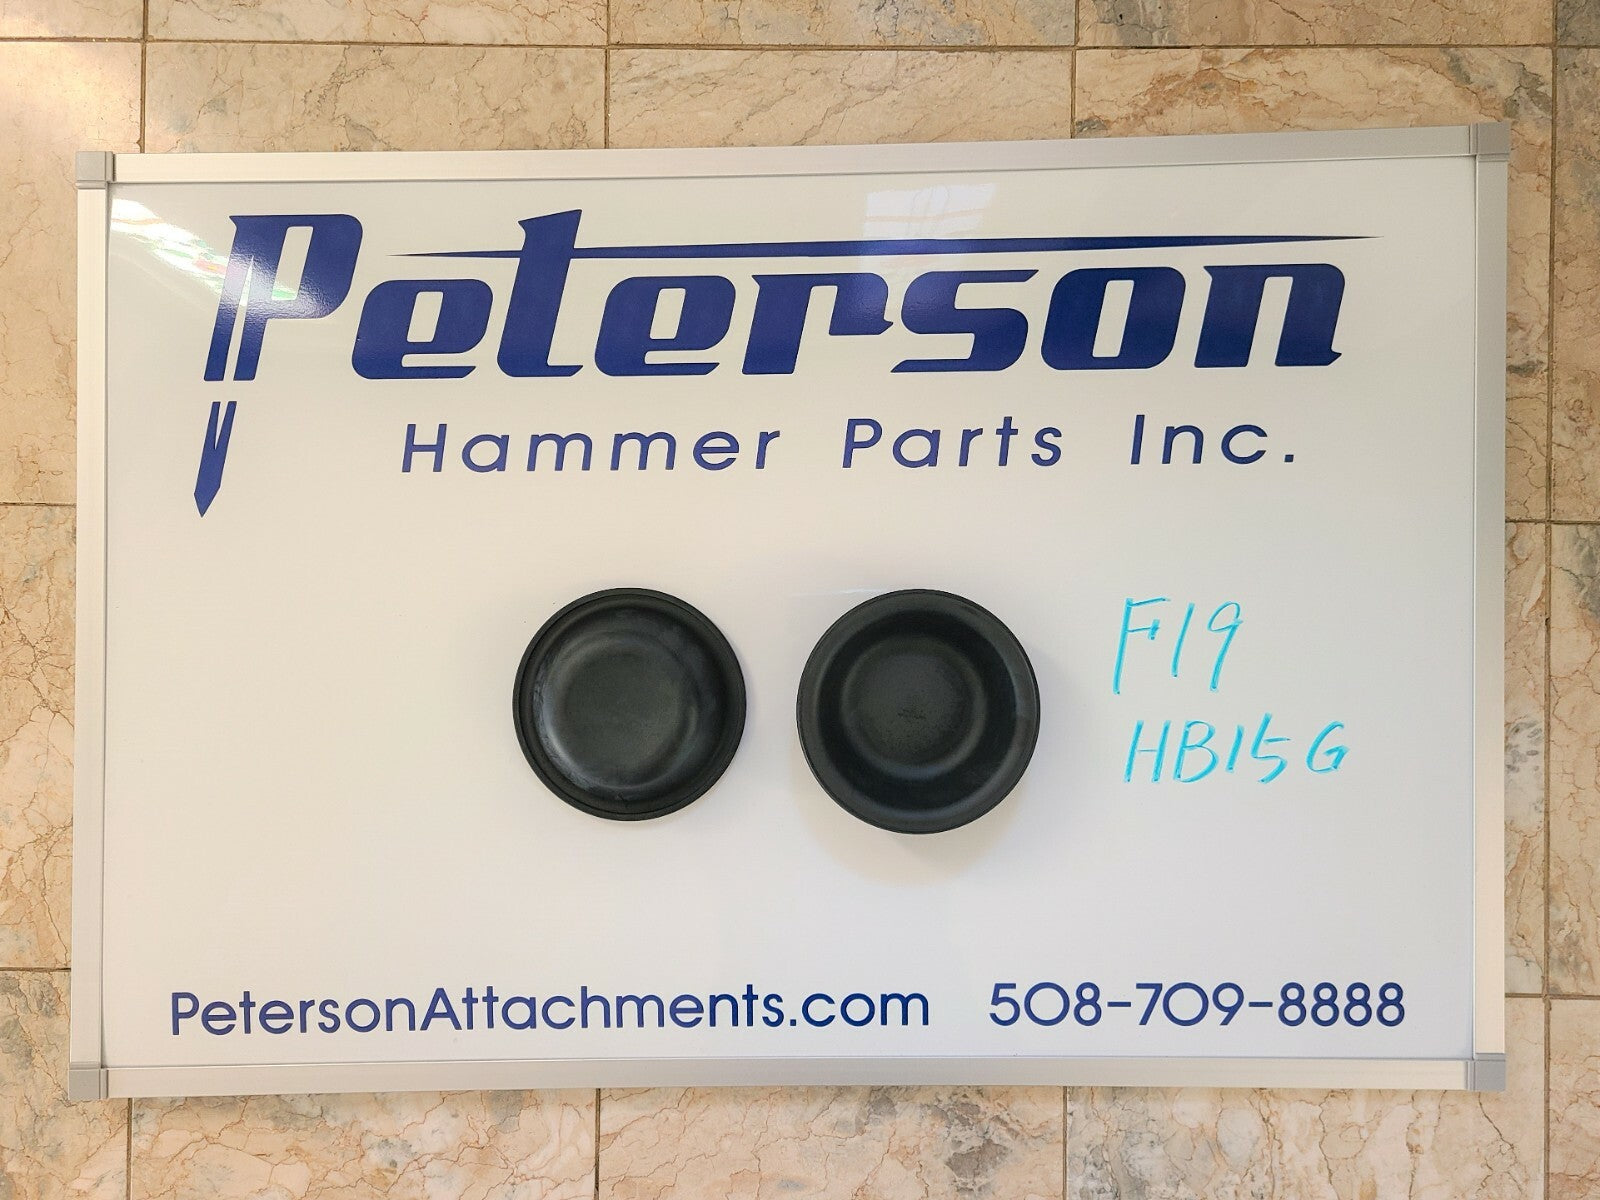 Peterson
Hammer Parts Inc.
F19
HB15G
PetersonAttachments.com 508-709-8888